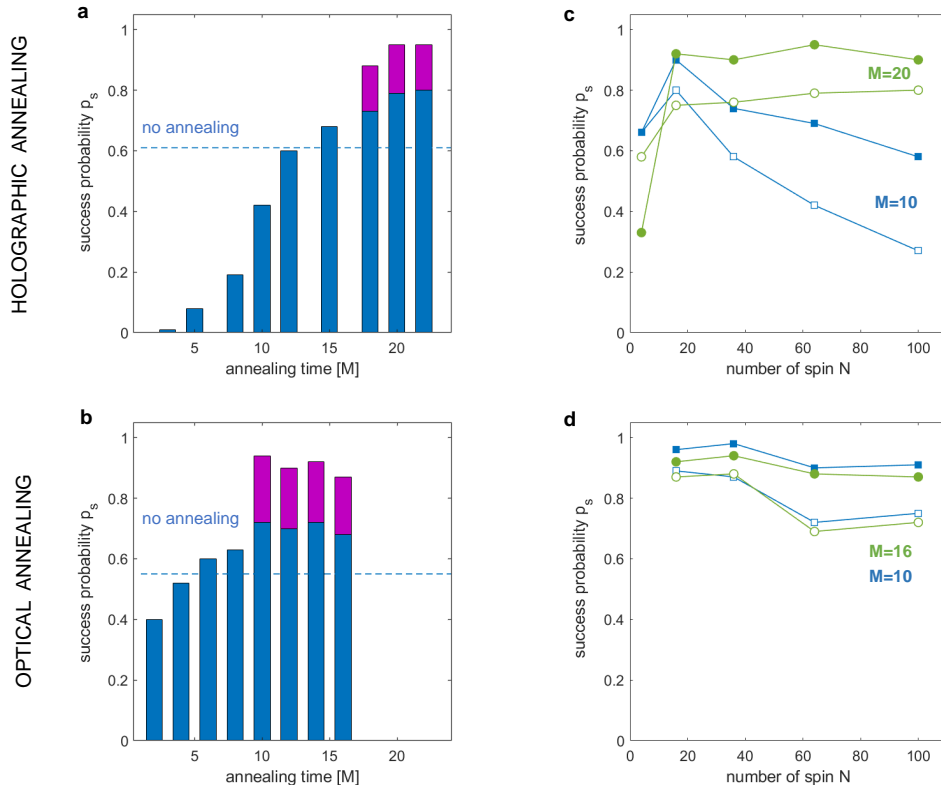 HOLOGRAPHIC ANNEALING
a
success probability p_s
1
0.8
0.6
0.4
0.2
0
no annealing
5
10
15
20
annealing time [M]
c
success probability p_s
1
0.8
0.6
0.4
0.2
0
M=20
M=10
0
20
40
60
80
100
number of spin N
OPTICAL ANNEALING
b
success probability p_s
1
0.8
0.6
0.4
0.2
0
no annealing
5
10
15
20
annealing time [M]
d
success probability p_s
1
0.8
0.6
0.4
0.2
0
M=16
M=10
0
20
40
60
80
100
number of spin N